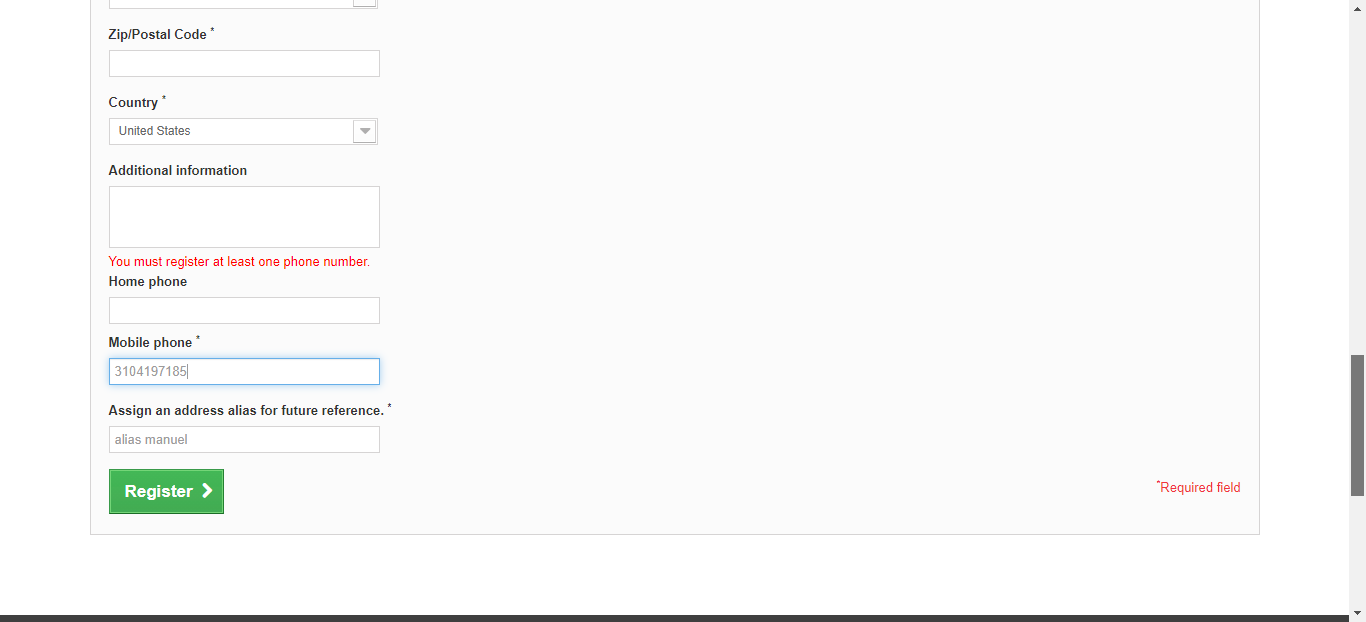 Zip/Postal Code *
Country *
United States
Additional information
You must register at least one phone number.
Home phone
Mobile phone *
3104197185
Assign an address alias for future reference. *
alias manuel
Register
*Required field